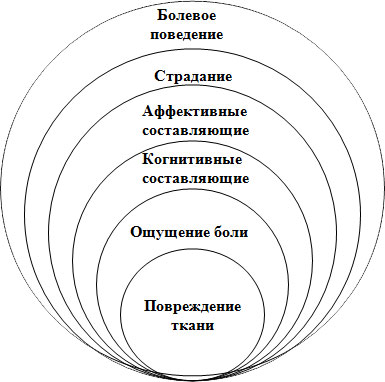 Болевое
поведение
Страдание
Аффективные
составляющие
Когнитивные
составляющие
Ощущение боли
Повреждение
ткани